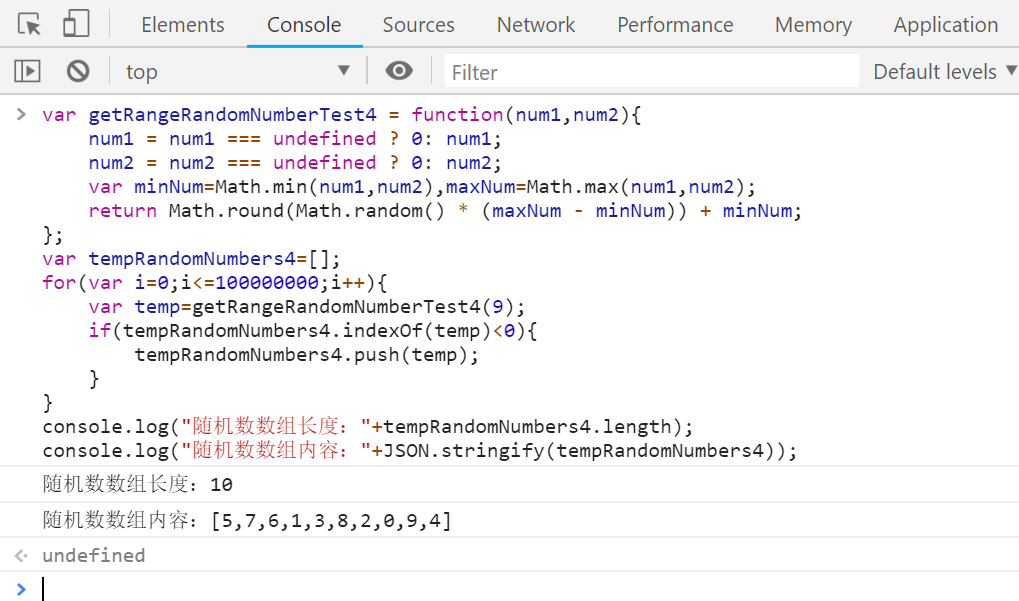 Elements Console Sources Network Performance Memory Application
top Filter Default levels
var getRangeRandomNumberTest4 = function(num1,num2){
    num1 = num1 === undefined ? 0: num1;
    num2 = num2 === undefined ? 0: num2;
    var minNum=Math.min(num1,num2),maxNum=Math.max(num1,num2);
    return Math.round(Math.random() * (maxNum - minNum)) + minNum;
};
var tempRandomNumbers4=[];
for(var i=0;i<=100000000;i++){
    var temp=getRangeRandomNumberTest4(9);
    if(tempRandomNumbers4.indexOf(temp)<0){
        tempRandomNumbers4.push(temp);
    }
}
console.log("随机数数组长度："+tempRandomNumbers4.length);
console.log("随机数数组内容："+JSON.stringify(tempRandomNumbers4));
随机数数组长度：10
随机数数组内容：[5,7,6,1,3,8,2,0,9,4]
undefined